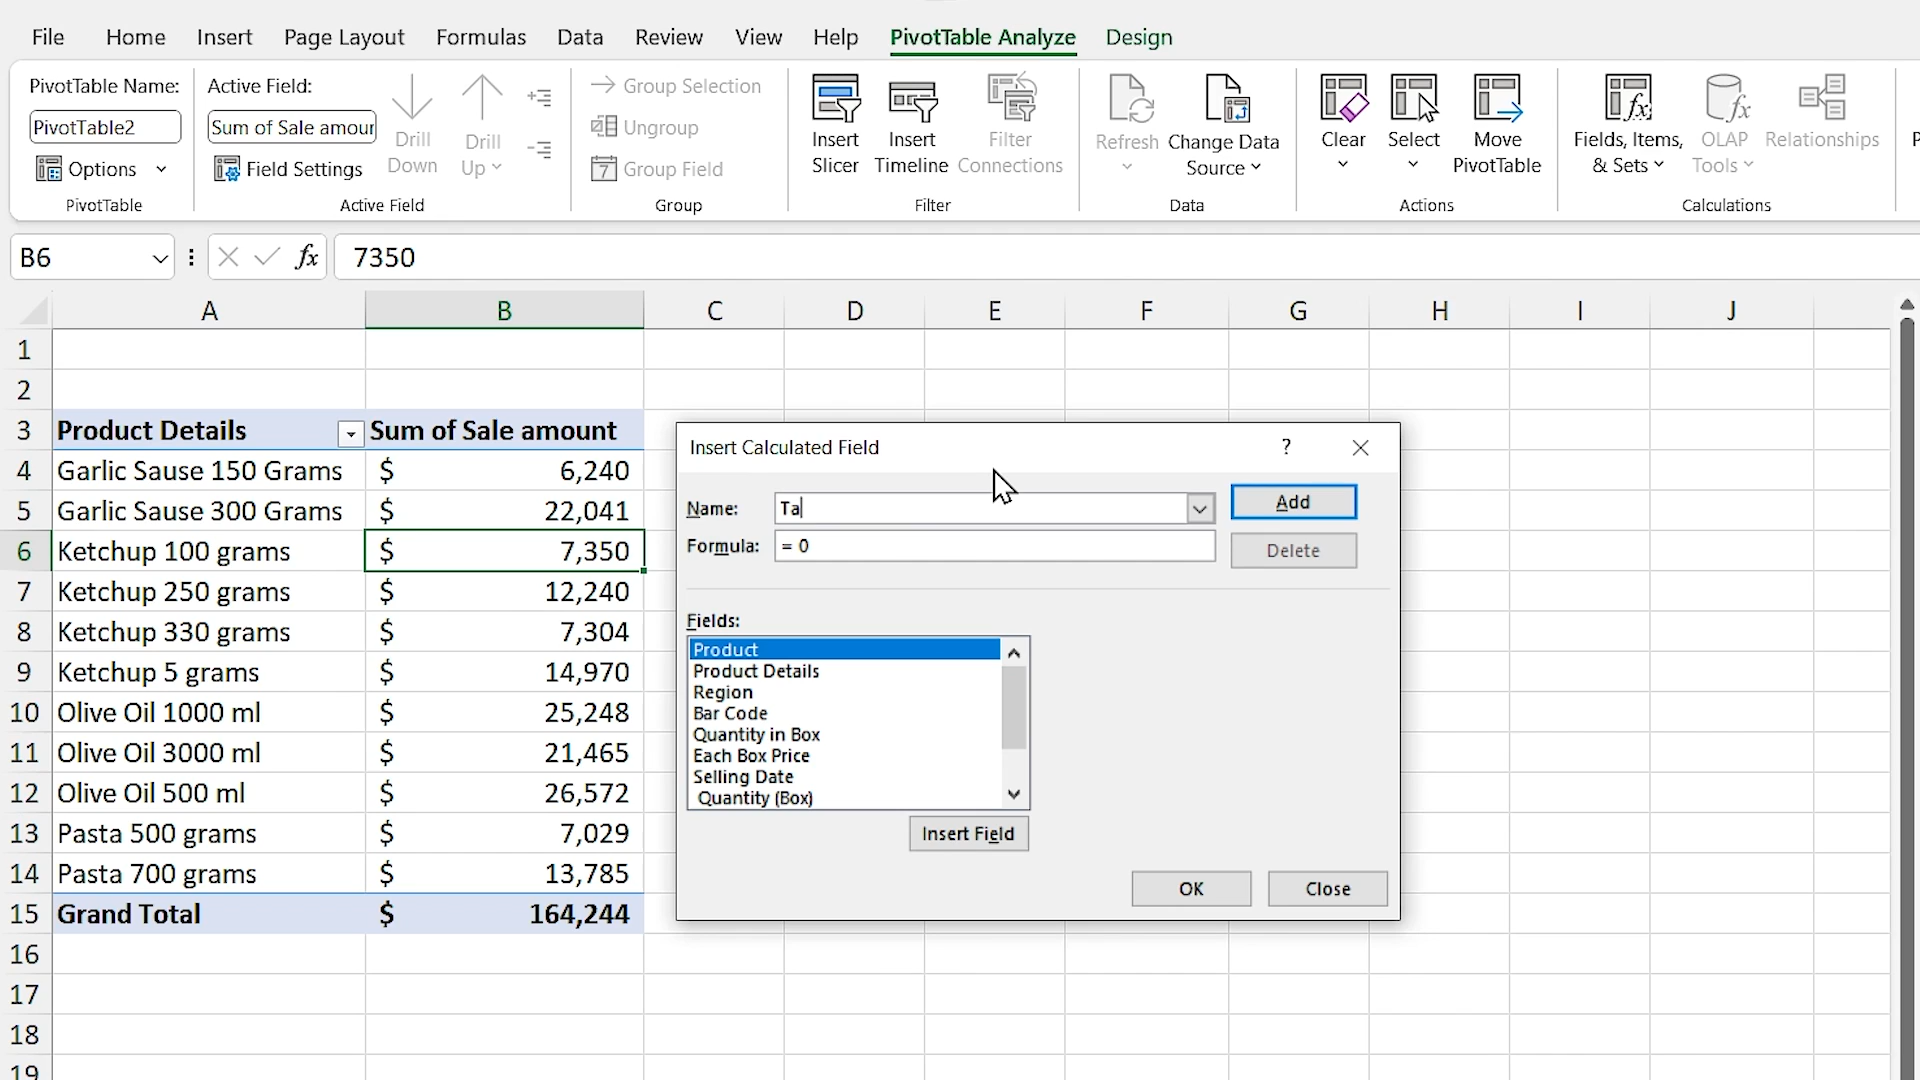 File Home Insert Page Layout Formulas Data Review View Help PivotTable Analyze Design
PivotTable Name:
PivotTable2
Options
PivotTable
Active Field:
Sum of Sale amour
Field Settings
Drill
Down
Drill
Up
Active Field
Group Selection
Ungroup
7 Group Field
Group
Insert
Slicer
Insert
Timeline
Filter
Connections
Filter
Refresh
Change Data
Source
Data
Clear
Select
Move
PivotTable
Actions
Fields, Items,
& Sets
OLAP
Tools
Relationships
Calculations
B6 fx 7350
A B C D E F G H I J
1
2
3 Product Details Sum of Sale amount
4 Garlic Sause 150 Grams $ 6,240
5 Garlic Sause 300 Grams $ 22,041
6 Ketchup 100 grams $ 7,350
7 Ketchup 250 grams $ 12,240
8 Ketchup 330 grams $ 7,304
9 Ketchup 5 grams $ 14,970
10 Olive Oil 1000 ml $ 25,248
11 Olive Oil 3000 ml $ 21,465
12 Olive Oil 500 ml $ 26,572
13 Pasta 500 grams $ 7,029
14 Pasta 700 grams $ 13,785
15 Grand Total $ 164,244
16
17
18
19
Insert Calculated Field ?
Name: Ta Add
Formula: = 0 Delete
Fields:
Product
Product Details
Region
Bar Code
Quantity in Box
Each Box Price
Selling Date
Quantity (Box)
Insert Field
OK Close